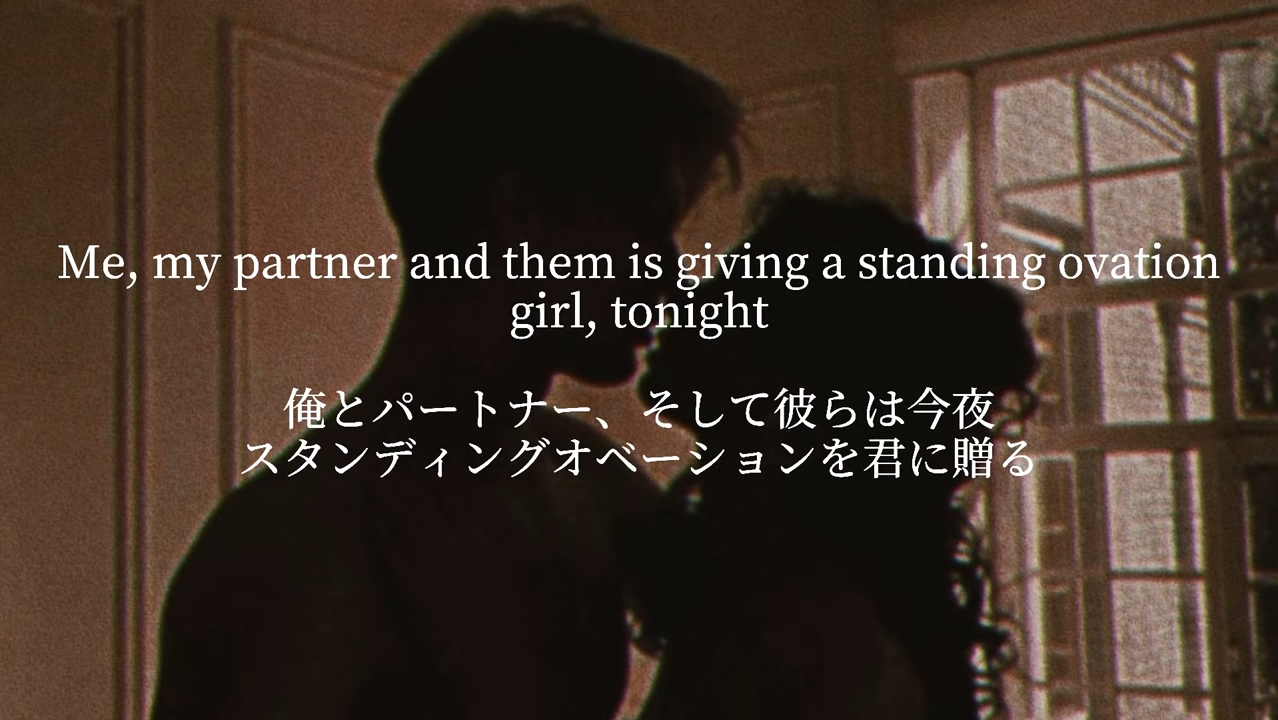 Me, my partner and them is giving a standing ovation
girl, tonight
俺とパートナー、そして彼らは今夜
スタンディングオベーションを君に贈る